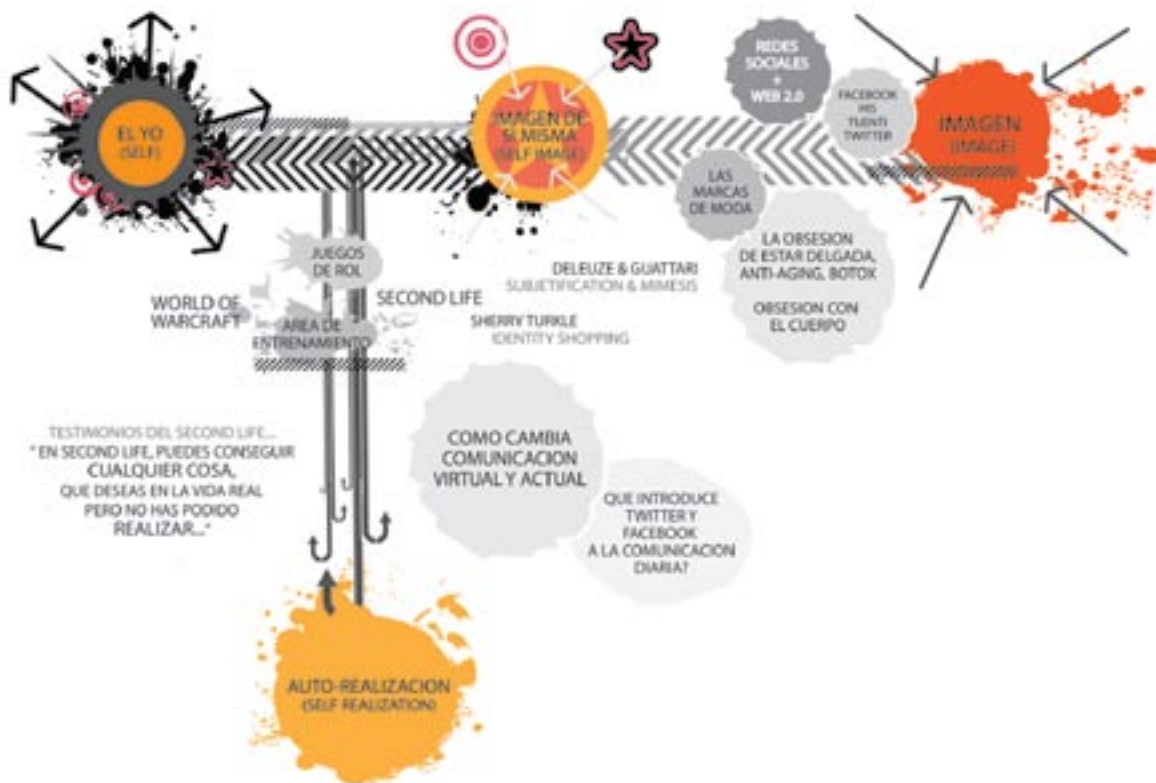 EL YO
(SELF)
IMAGEN DE
SI MISMA
(SELF IMAGE)
REDES
SOCIALES
+
WEB 2.0
FACEBOOK
HI5
TUENTI
TWITTER
IMAGEN
(IMAGE)
LAS
MARCAS
DE MODA
LA OBSESION
DE ESTAR DELGADA,
ANTI-AGING, BOTOX
OBSESION CON
EL CUERPO
JUEGOS
DE ROL
WORLD OF
WARCRAFT
SECOND LIFE
AREA DE
ENTRENAMIENTO
DELEUZE & GUATTARI
SUBJETIFICATION & MIMESIS
SHERRY TURKLE
IDENTITY SHOPPING
TESTIMONIOS DEL SECOND LIFE...
" EN SECOND LIFE, PUEDES CONSEGUIR
CUALQUIER COSA,
QUE DESEAS EN LA VIDA REAL
PERO NO HAS PODIDO
REALIZAR..."
COMO CAMBIA
COMUNICACION
VIRTUAL Y ACTUAL
QUE INTRODUCE
TWITTER Y
FACEBOOK
A LA COMUNICACION
DIARIA?
AUTO-REALIZACION
(SELF REALIZATION)